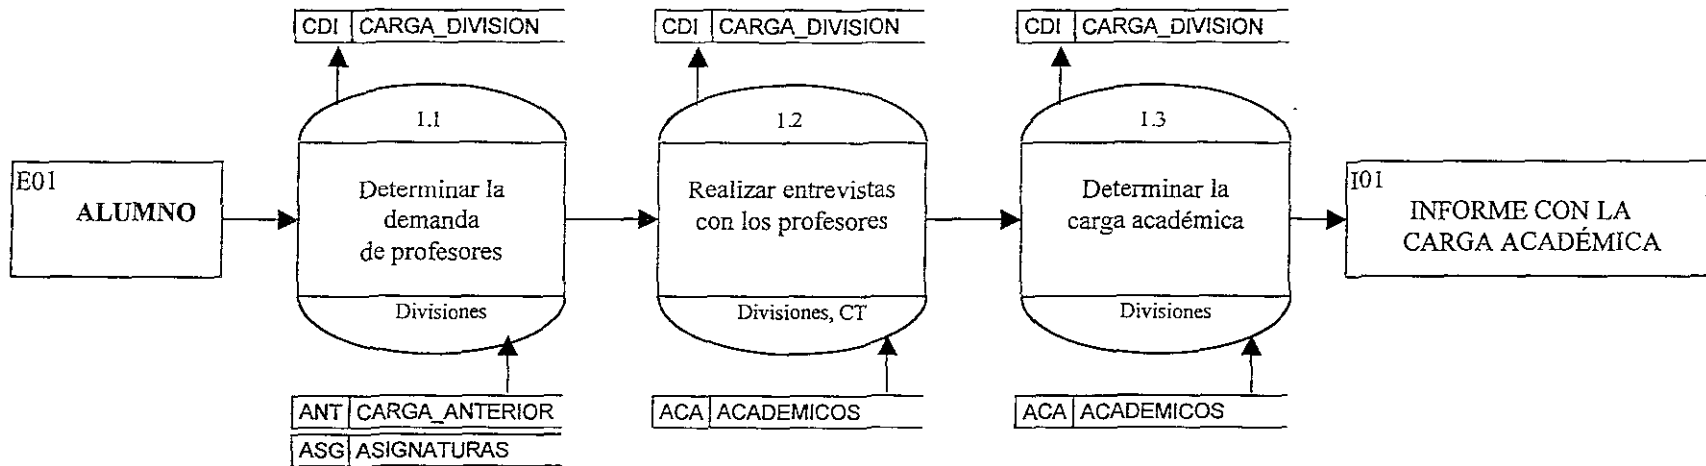 CDI CARGA_DIVISION
CDI CARGA_DIVISION
CDI CARGA_DIVISION
1.1
1.2
1.3
E01
ALUMNO
Determinar la
demanda
de profesores
Realizar entrevistas
con los profesores
Determinar la
carga académica
I01
INFORME CON LA
CARGA ACADÉMICA
Divisiones
Divisiones, CT
Divisiones
ANT CARGA_ANTERIOR
ASG ASIGNATURAS
ACA ACADEMICOS
ACA ACADEMICOS